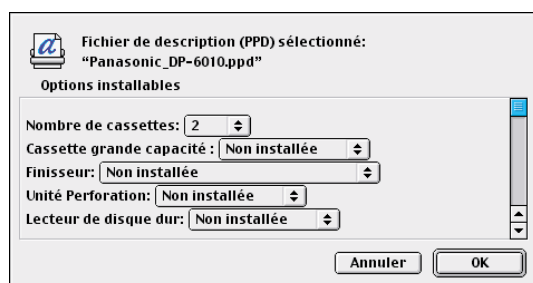 Fichier de description (PPD) sélectionné:
“Panasonic_DP-6010.ppd”
Options installables
Nombre de cassettes: 2
Cassette grande capacité : Non installée
Finisseur: Non installée
Unité Perforation: Non installée
Lecteur de disque dur: Non installée
Annuler OK